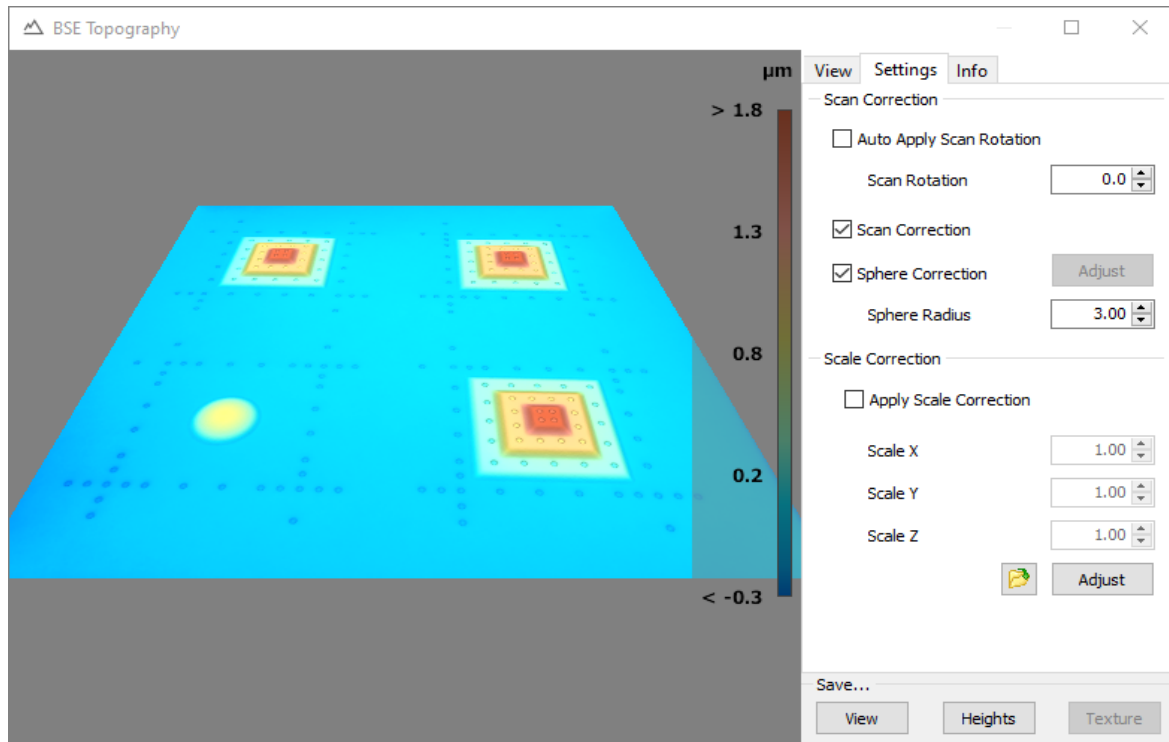 BSE Topography
µm
> 1.8
1.3
0.8
0.2
< -0.3
View Settings Info
Scan Correction
Auto Apply Scan Rotation
Scan Rotation 0.0
Scan Correction
Sphere Correction Adjust
Sphere Radius 3.00
Scale Correction
Apply Scale Correction
Scale X 1.00
Scale Y 1.00
Scale Z 1.00
Adjust
Save...
View Heights Texture